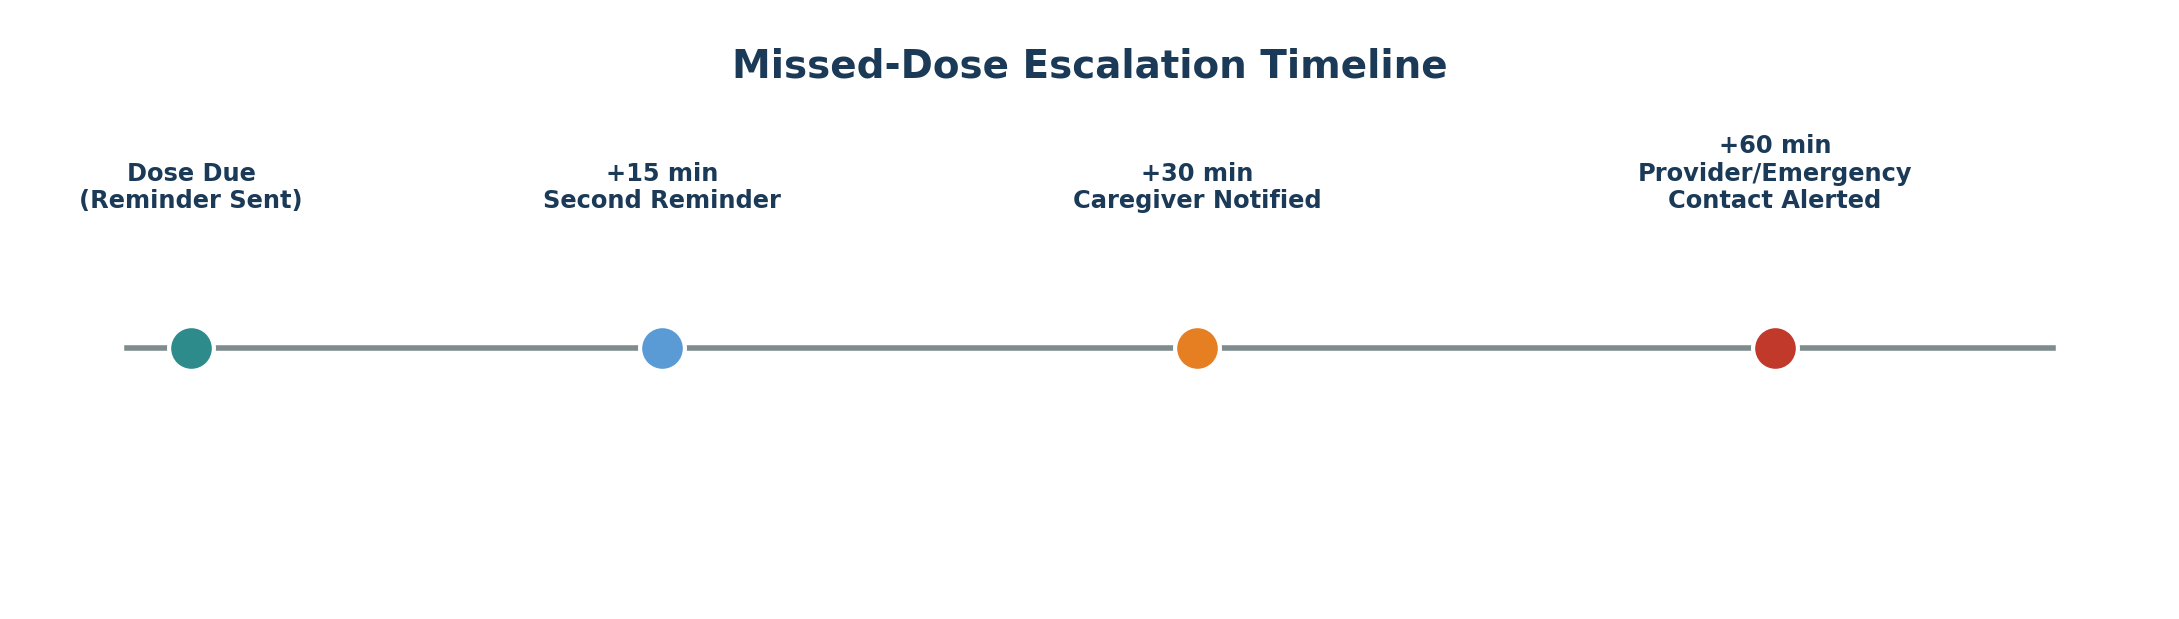 Missed-Dose Escalation Timeline
Dose Due
(Reminder Sent)
+15 min
Second Reminder
+30 min
Caregiver Notified
+60 min
Provider/Emergency
Contact Alerted